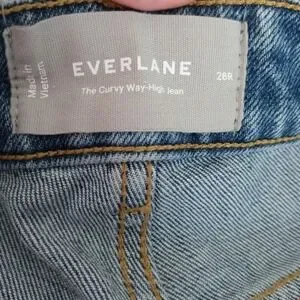 Made in
Vietnam
EVERLANE
The Curvy Way-High Jean
28R